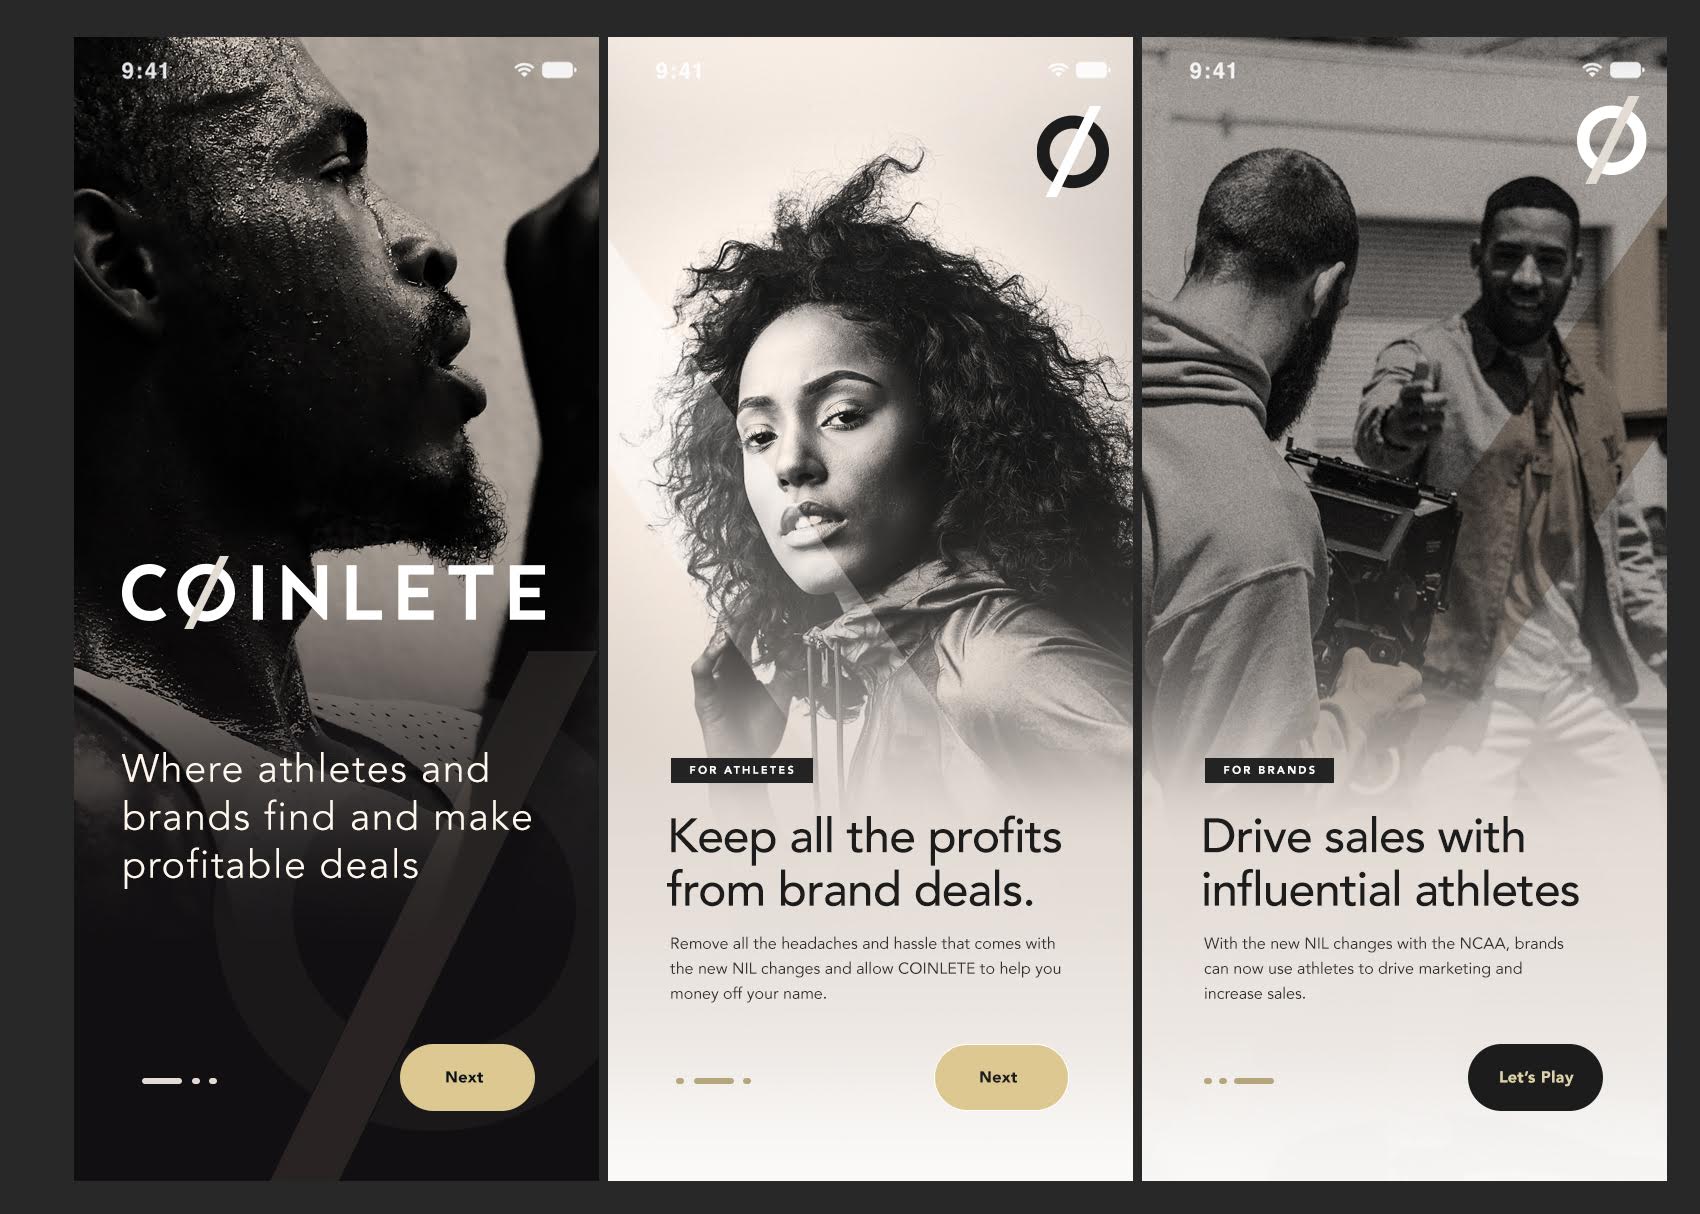 9:41
CØINLETE
Where athletes and
brands find and make
profitable deals
Next
9:41
Ø
FOR ATHLETES
Keep all the profits
from brand deals.
Remove all the headaches and hassle that comes with
the new NIL changes and allow COINLETE to help you
money off your name.
Next
9:41
Ø
FOR BRANDS
Drive sales with
influential athletes
With the new NIL changes with the NCAA, brands
can now use athletes to drive marketing and
increase sales.
Let's Play